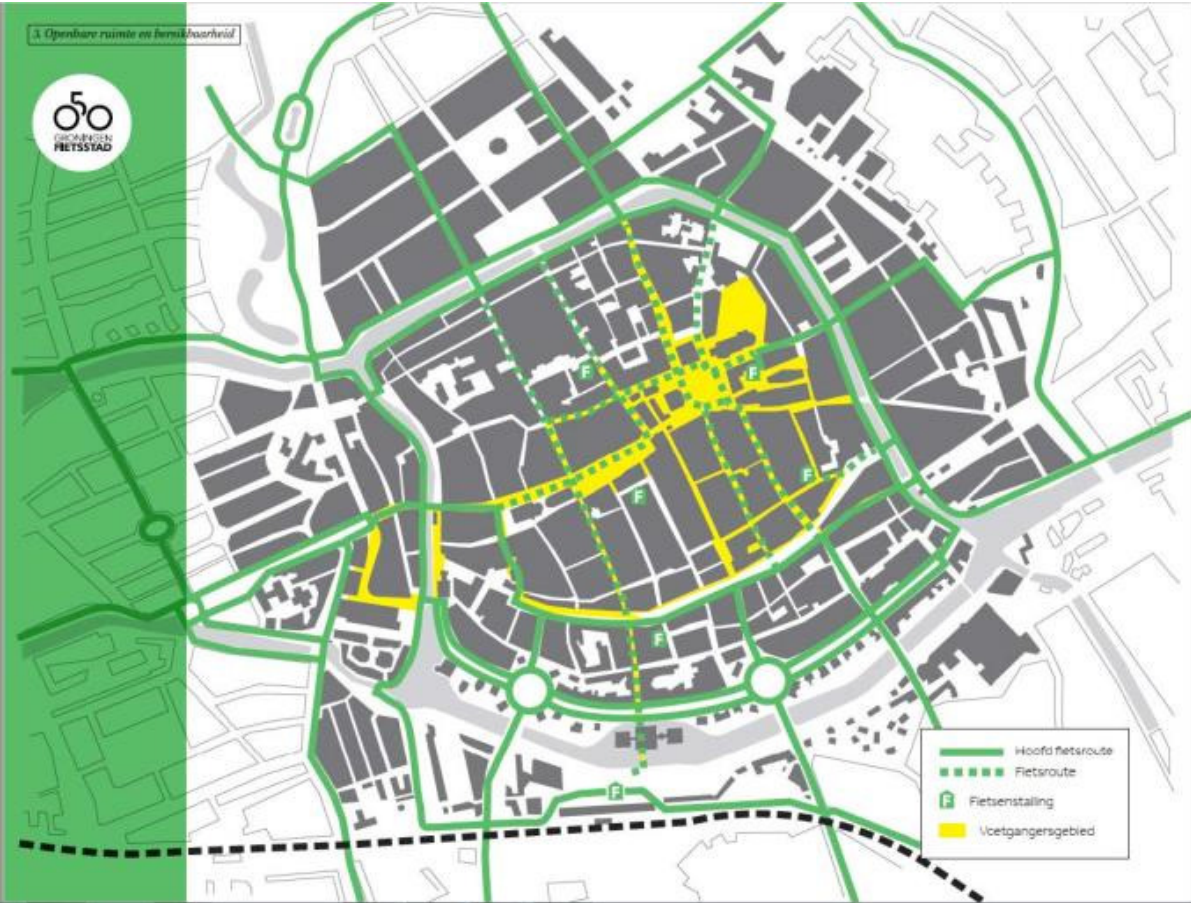 3. Openbare ruimte en bereikbaarheid
GRONINGEN
FIETSSTAD
F
F
F
F
F
F
Hoofd fietsroute
Fietsroute
F
Fietsenstalling
Voetgangersgebied